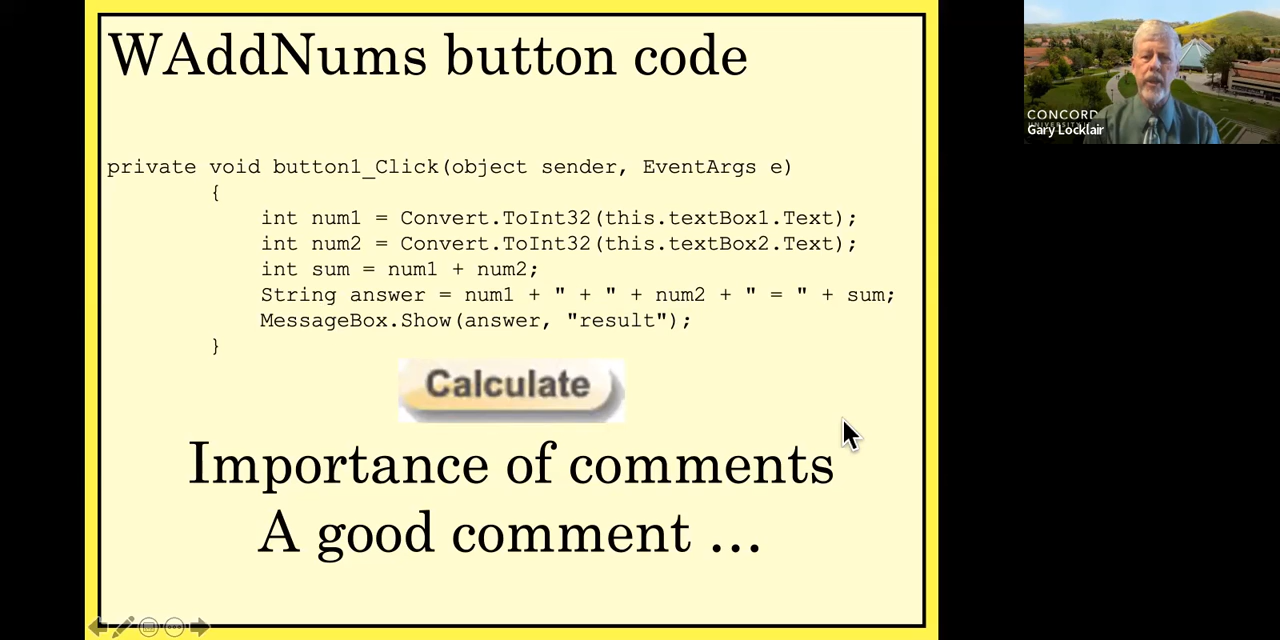 WAddNums button code
private void button1_Click(object sender, EventArgs e)
{
int num1 = Convert.ToInt32(this.textBox1.Text);
int num2 = Convert.ToInt32(this.textBox2.Text);
int sum = num1 + num2;
String answer = num1 + " + " + num2 + " = " + sum;
MessageBox.Show(answer, "result");
}
Calculate
Importance of comments
A good comment …
CONCORD
Gary Locklair